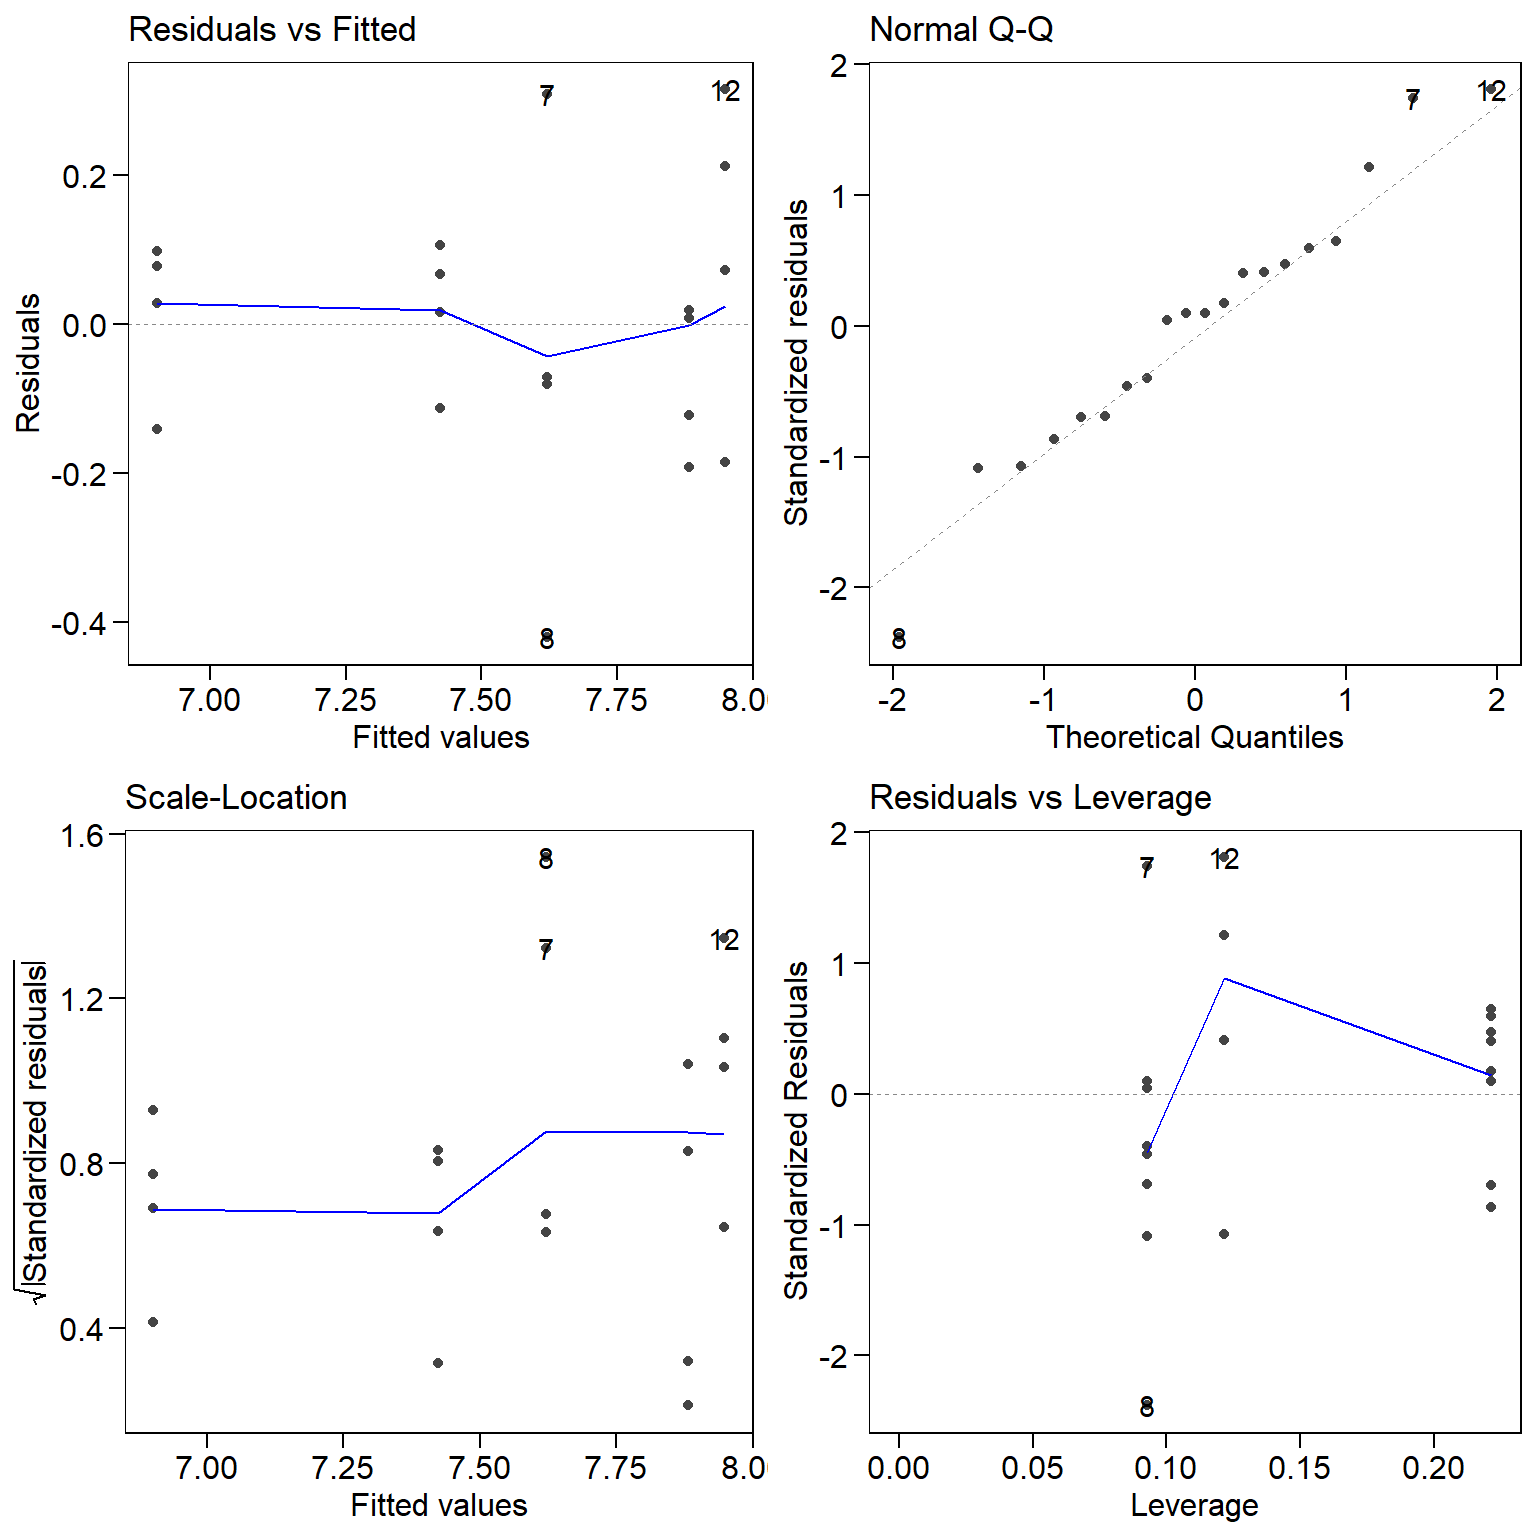 Residuals vs Fitted
7
12
0.2
0.0
-0.2
-0.4
8
Residuals
7.00 7.25 7.50 7.75 8.0
Fitted values
Normal Q-Q
2
12
7
1
0
-1
-2
8
Standardized residuals
-2 -1 0 1 2
Theoretical Quantiles
Scale-Location
1.6
8
12
7
1.2
0.8
0.4
√|Standardized residuals|
7.00 7.25 7.50 7.75 8.0
Fitted values
Residuals vs Leverage
2
7
12
1
0
-1
-2
8
Standardized Residuals
0.00 0.05 0.10 0.15 0.20
Leverage